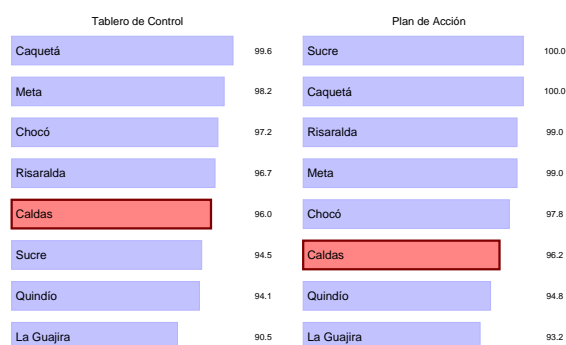 Tablero de Control
Caquetá 99.6
Meta 98.2
Chocó 97.2
Risaralda 96.7
Caldas 96.0
Sucre 94.5
Quindío 94.1
La Guajira 90.5
Plan de Acción
Sucre 100.0
Caquetá 100.0
Risaralda 99.0
Meta 99.0
Chocó 97.8
Caldas 96.2
Quindío 94.8
La Guajira 93.2